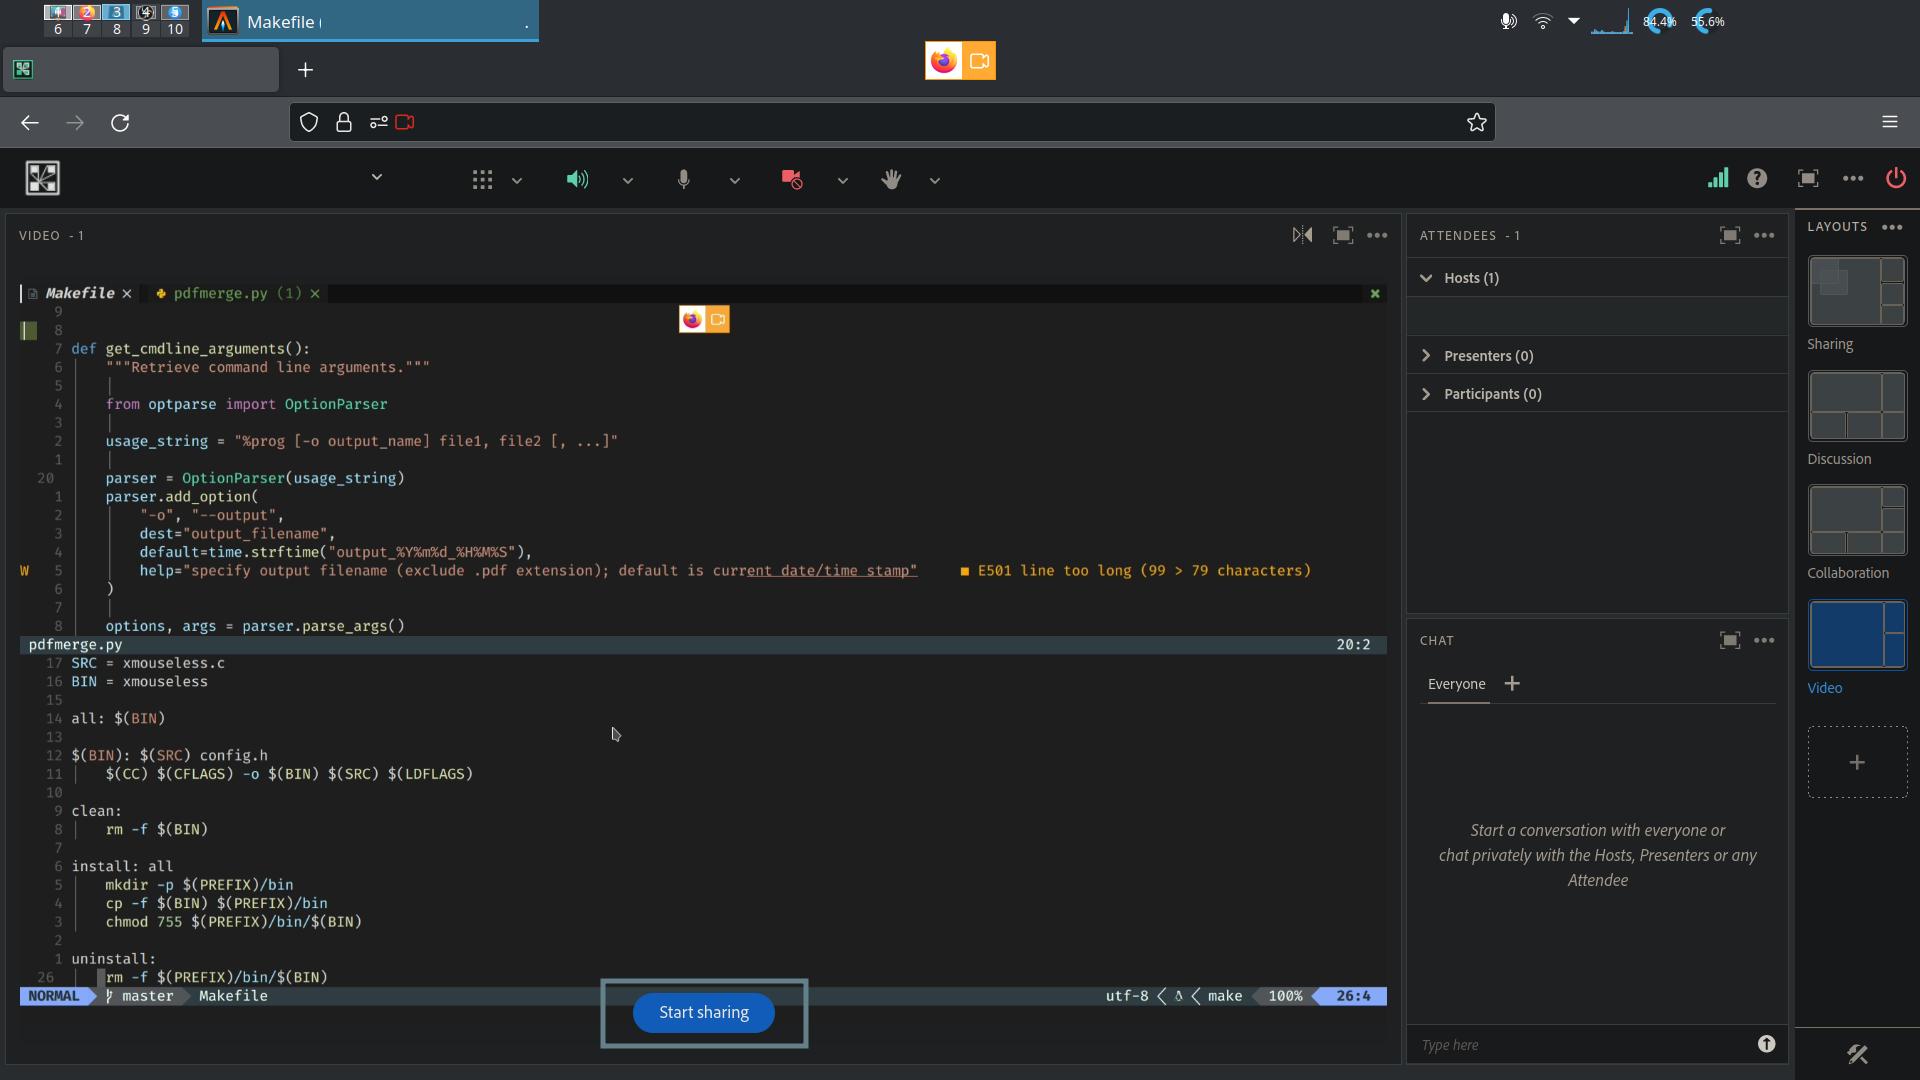 6 7 8 9 10
2 3 4 5
Makefile ( .
84.4% 55.6%
VIDEO - 1
Makefile × pdfmerge.py (1) ×
9
8
7 def get_cmdline_arguments():
6 """Retrieve command line arguments."""
5
4 from optparse import OptionParser
3
2 usage_string = "%prog [-o output_name] file1, file2 [, ...]"
1
20 parser = OptionParser(usage_string)
1 parser.add_option(
2 "-o", "--output",
3 dest="output_filename",
4 default=time.strftime("output_%Y%m%d_%H%M%S"),
W 5 help="specify output filename (exclude .pdf extension); default is current date/time stamp" ■ E501 line too long (99 > 79 characters)
6 )
7
8 options, args = parser.parse_args()
pdfmerge.py 20:2
17 SRC = xmouseless.c
16 BIN = xmouseless
15
14 all: $(BIN)
13
12 $(BIN): $(SRC) config.h
11 $(CC) $(CFLAGS) -o $(BIN) $(SRC) $(LDFLAGS)
10
9 clean:
8 rm -f $(BIN)
7
6 install: all
5 mkdir -p $(PREFIX)/bin
4 cp -f $(BIN) $(PREFIX)/bin
3 chmod 755 $(PREFIX)/bin/$(BIN)
2
1 uninstall:
26 rm -f $(PREFIX)/bin/$(BIN)
NORMAL master Makefile utf-8 < < make 100% 26:4
Start sharing
ATTENDEES - 1
Hosts (1)
Presenters (0)
Participants (0)
CHAT
Everyone +
Start a conversation with everyone or
chat privately with the Hosts, Presenters or any
Attendee
Type here
LAYOUTS
Sharing
Discussion
Collaboration
Video